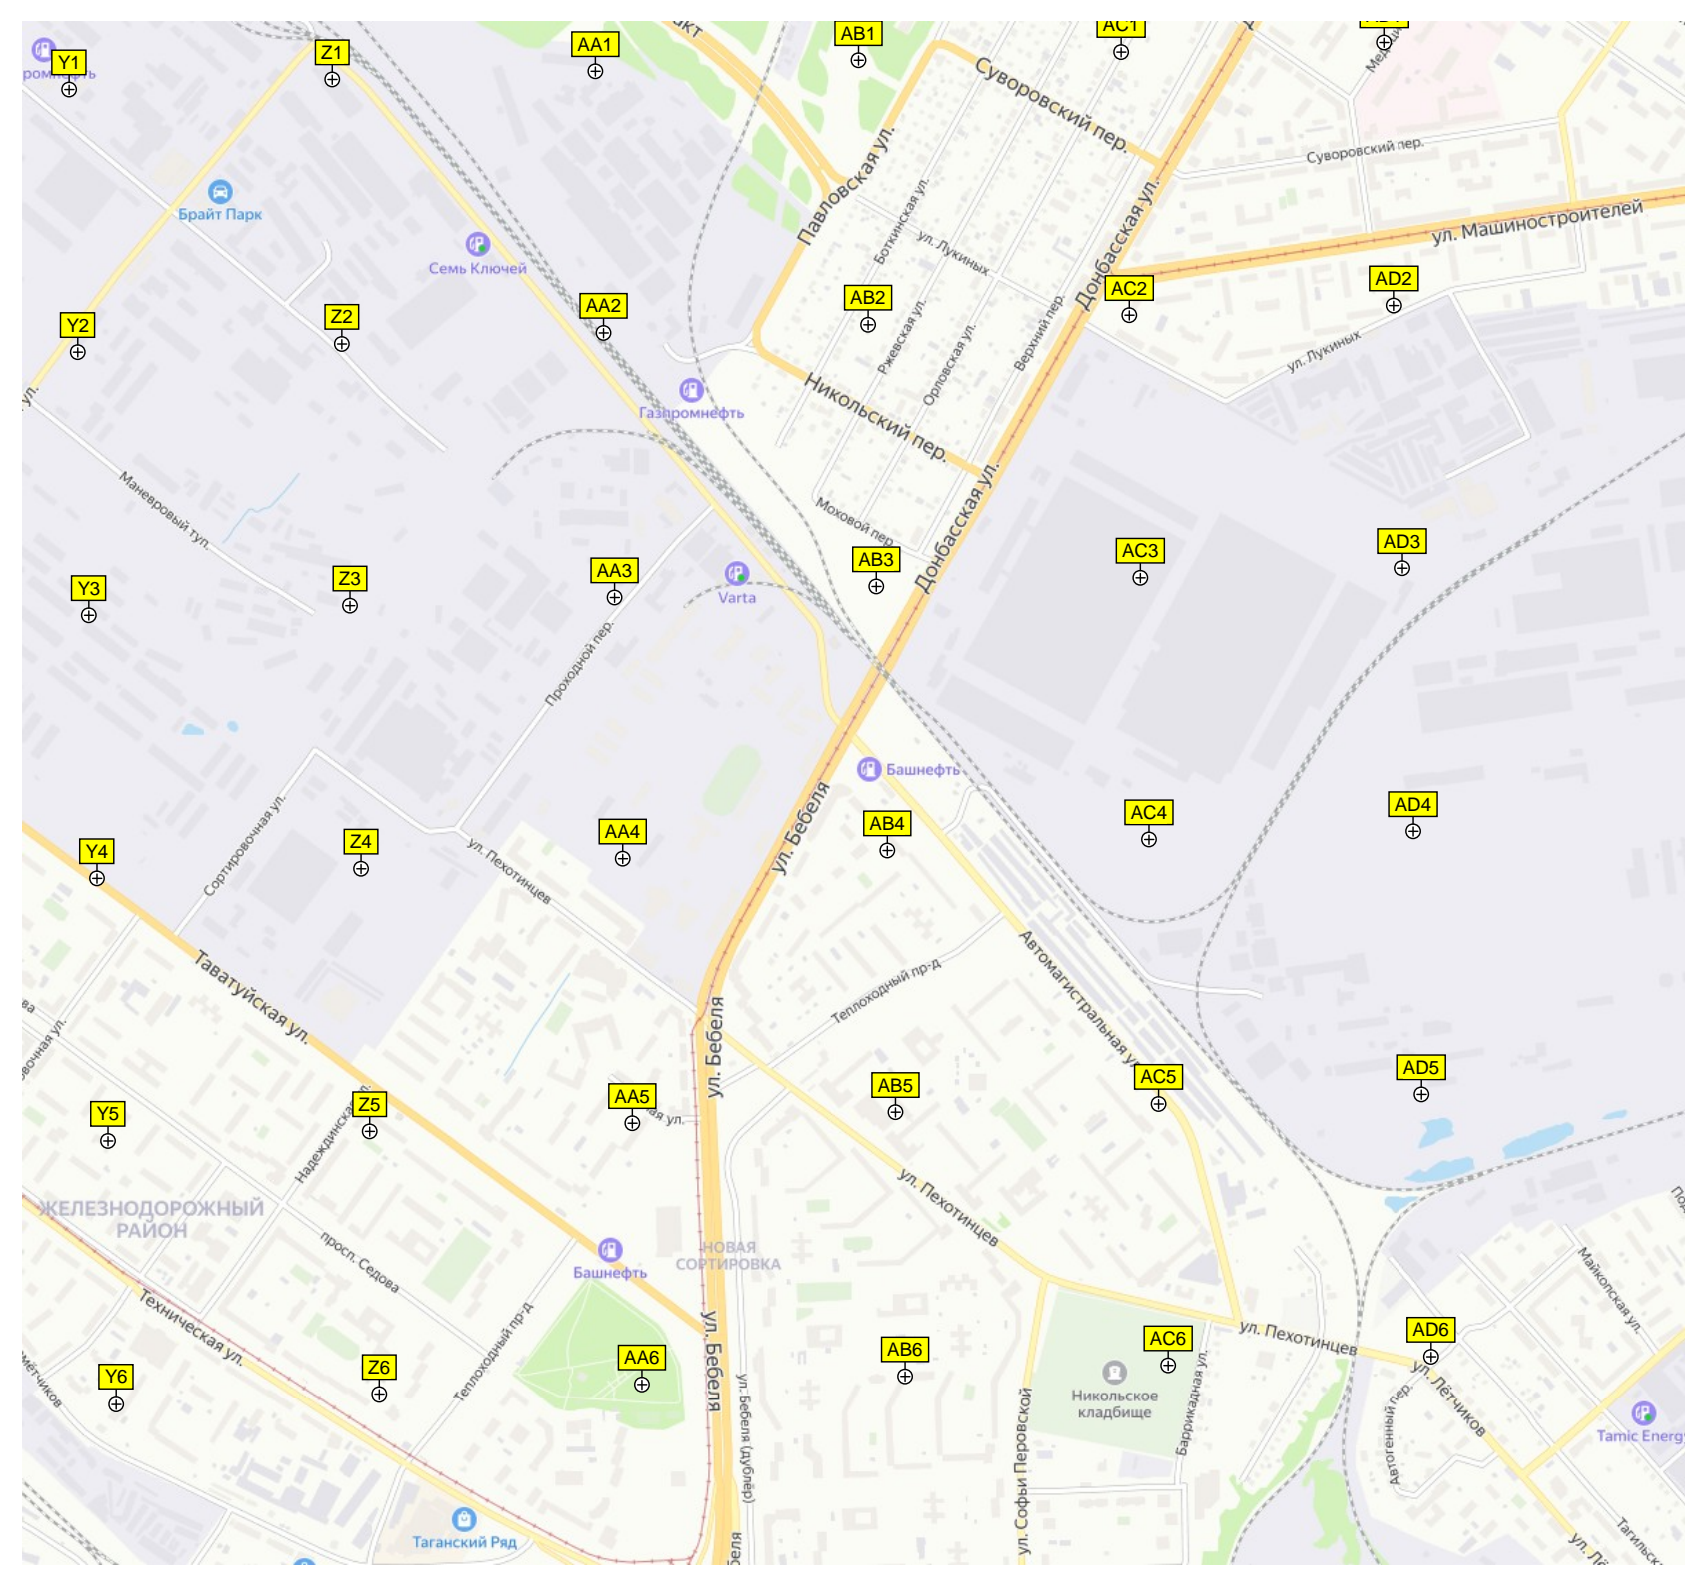 Y1
Z1
AA1
AB1
AC1
Суворовский пер.
Павловская ул.
Суворовский пер.
Брайт Парк
Боткинская ул.
ул. Машиностроителей
Семь Ключей
ул. Лукиных
Донбасская ул.
Y2
Z2
AA2
AB2
AC2
AD2
Ржевская ул.
Орловская ул.
Верхний пер.
ул. Лукиных
Газпромнефть
Никольский пер.
Маневровый туп.
Моховой пер.
Донбасская ул.
Y3
Z3
AA3
AB3
AC3
AD3
Varta
Проходной пер.
Башнефть
Сортировочная ул.
ул. Бебеля
Y4
Z4
AA4
AB4
AC4
AD4
ул. Пехотинцев
Таватуйская ул.
Теплоходный пр-д
Автомагистральная ул.
ул. Бебеля
Y5
Z5
AA5
AB5
AC5
AD5
Надеждинская ул.
ул. Пехотинцев
ЖЕЛЕЗНОДОРОЖНЫЙ
РАЙОН
просп. Седова
НОВАЯ
СОРТИРОВКА
Башнефть
Майкопская ул.
Техническая ул.
Теплоходный пр-д
ул. Бебеля
ул. Пехотинцев
Y6
Z6
AA6
AB6
AC6
AD6
ул. Бебеля (дублёр)
ул. Софьи Перовской
Никольское
кладбище
Баррикадная ул.
Автогенный пер.
ул. Лётчиков
Tamic Energy
Таганский Ряд